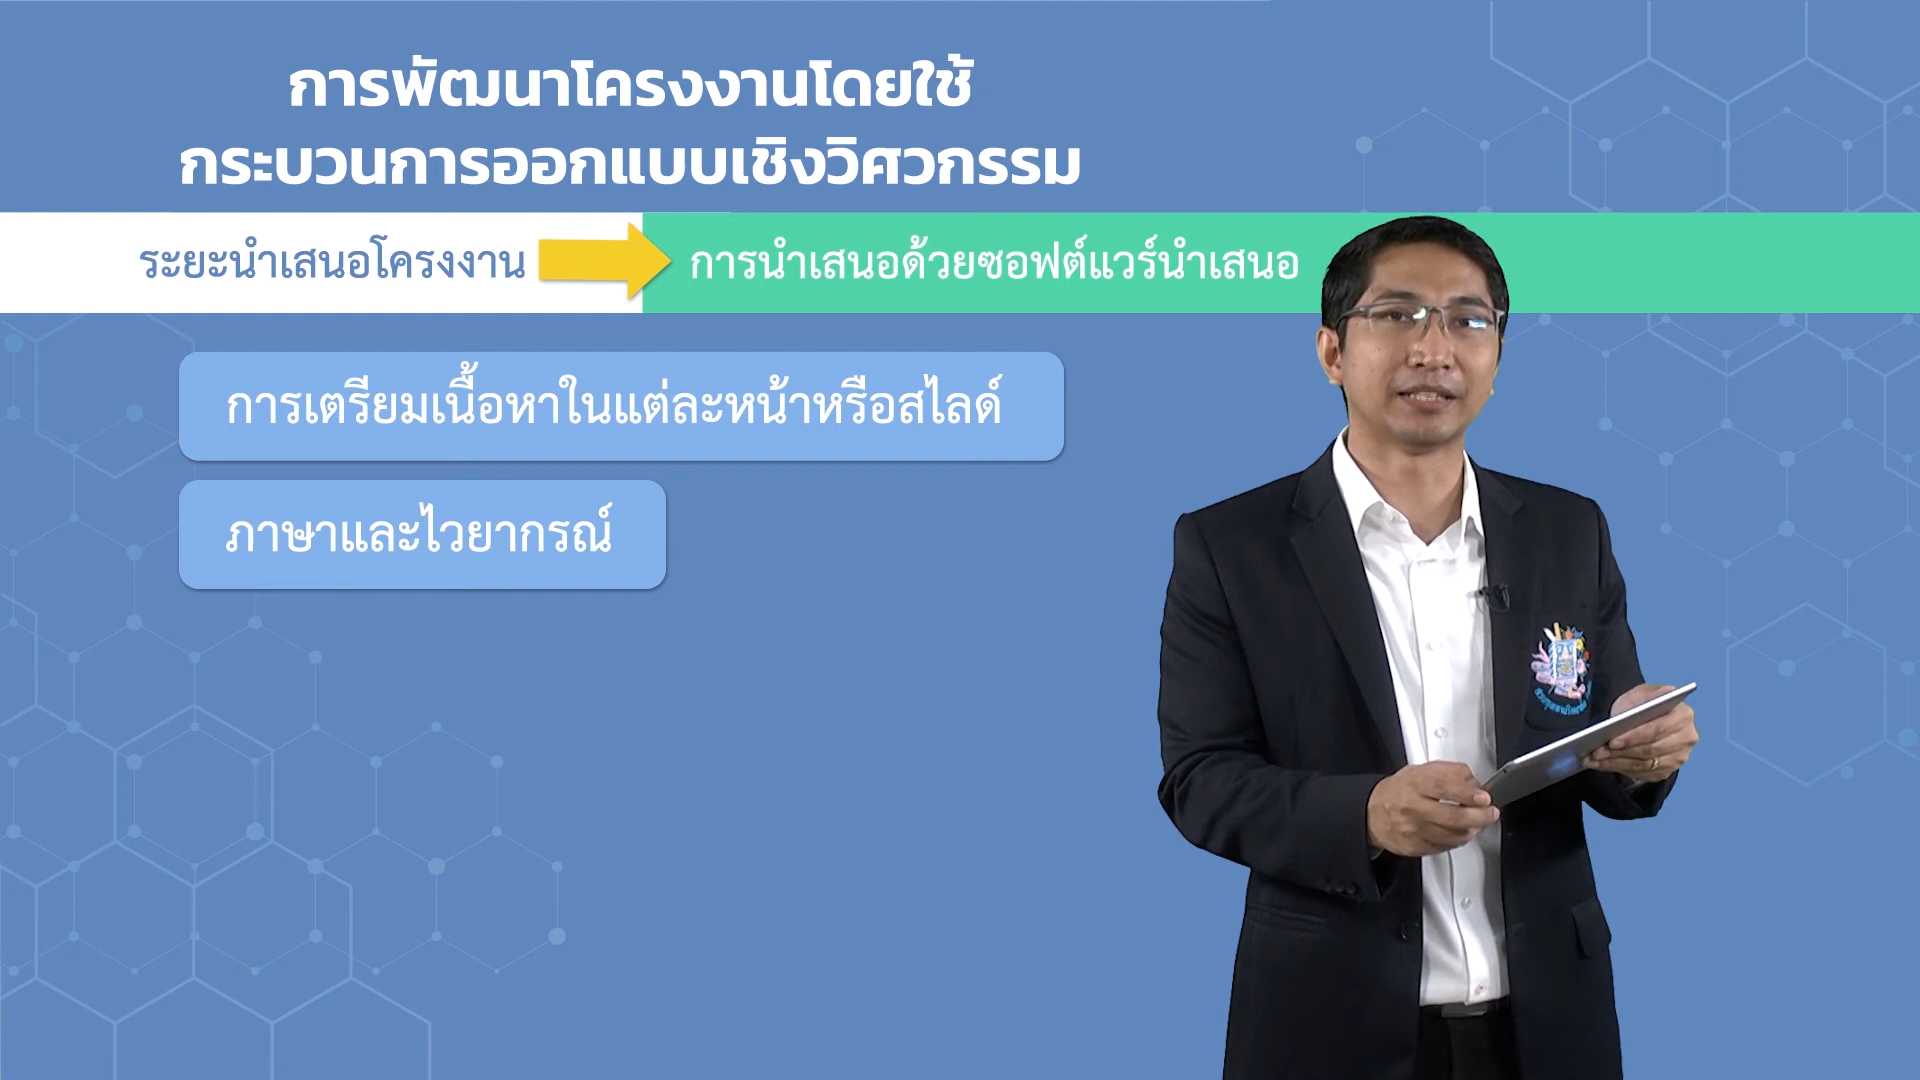 การพัฒนาโครงงานโดยใช้
กระบวนการออกแบบเชิงวิศวกรรม
ระยะนำเสนอโครงงาน
การนำเสนอด้วยซอฟต์แวร์นำเสนอ
การเตรียมเนื้อหาในแต่ละหน้าหรือสไลด์
ภาษาและไวยากรณ์